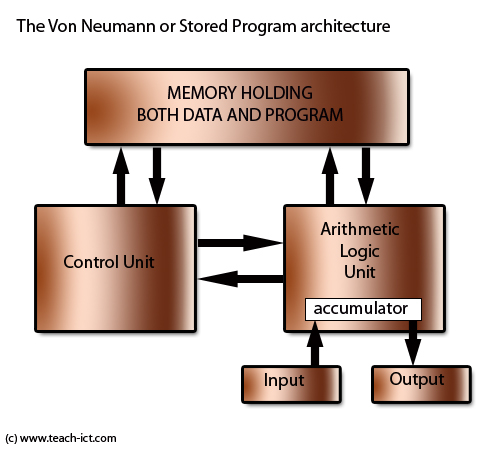 The Von Neumann or Stored Program architecture
MEMORY HOLDING
BOTH DATA AND PROGRAM
Control Unit
Arithmetic
Logic
Unit
accumulator
Input
Output
(c) www.teach-ict.com